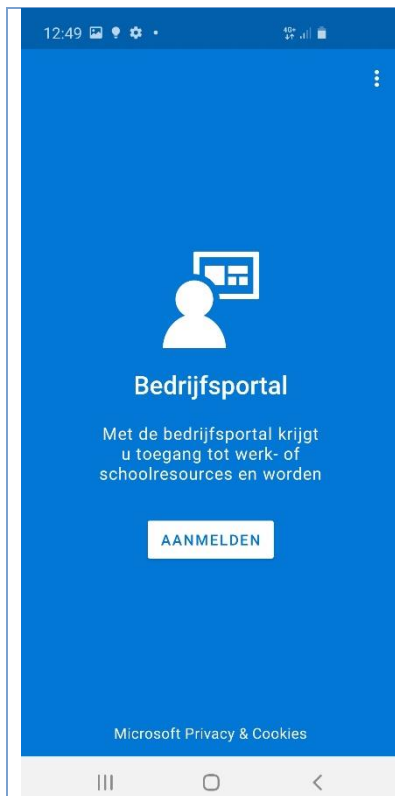 12:49
Bedrijfsportal
Met de bedrijfsportal krijgt
u toegang tot werk- of
schoolresources en worden
AANMELDEN
Microsoft Privacy & Cookies